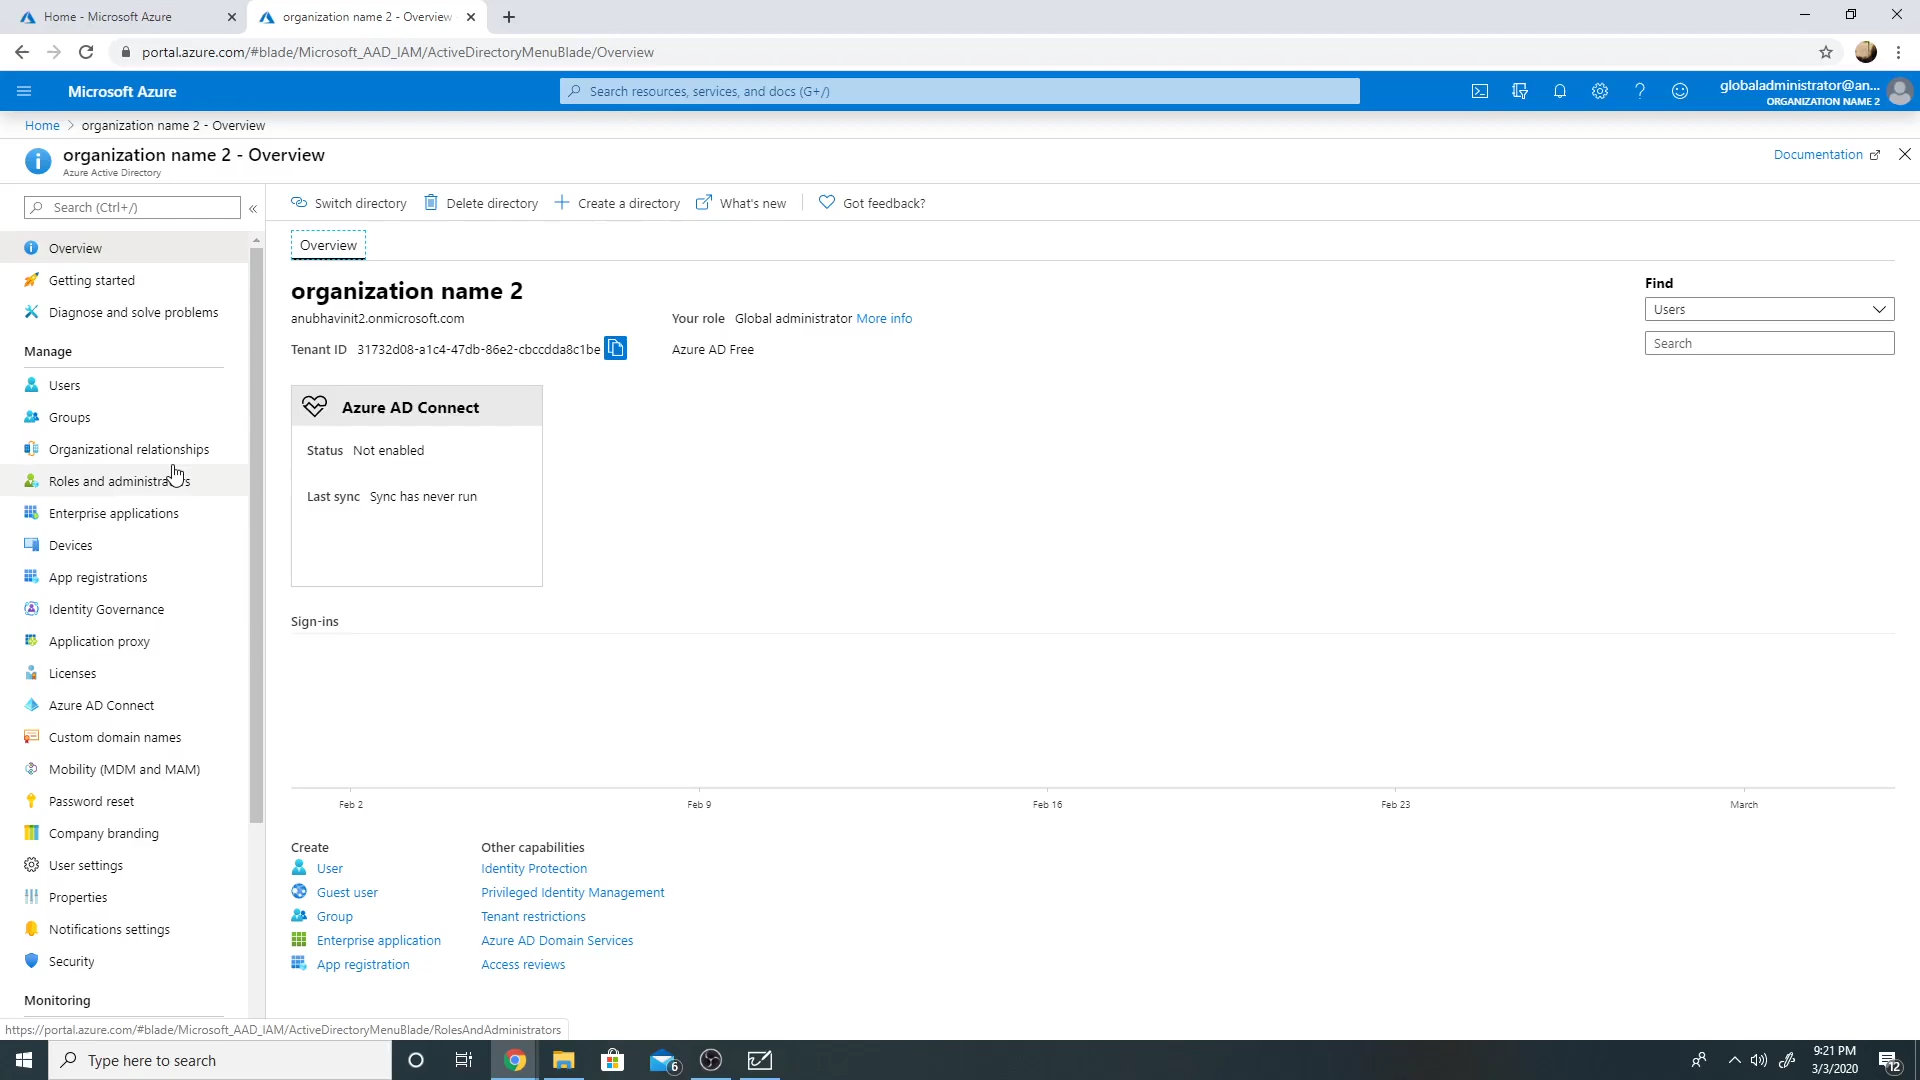 Home - Microsoft Azure
organization name 2 - Overview
portal.azure.com/#blade/Microsoft_AAD_IAM/ActiveDirectoryMenuBlade/Overview
Microsoft Azure
Search resources, services, and docs (G+/)
globaladministrator@an...
ORGANIZATION NAME 2
Home > organization name 2 - Overview
organization name 2 - Overview
Azure Active Directory
Documentation
Search (Ctrl+/)
«
Switch directory
Delete directory
Create a directory
What's new
Got feedback?
Overview
Getting started
Diagnose and solve problems
Manage
Users
Groups
Organizational relationships
Roles and administrators
Enterprise applications
Devices
App registrations
Identity Governance
Application proxy
Licenses
Azure AD Connect
Custom domain names
Mobility (MDM and MAM)
Password reset
Company branding
User settings
Properties
Notifications settings
Security
Monitoring
Overview
organization name 2
anubhavinit2.onmicrosoft.com
Tenant ID 31732d08-a1c4-47db-86e2-cbccdda8c1be
Your role Global administrator More info
Azure AD Free
Find
Users
Search
Azure AD Connect
Status Not enabled
Last sync Sync has never run
Sign-ins
Feb 2
Feb 9
Feb 16
Feb 23
March
Create
User
Guest user
Group
Enterprise application
App registration
Other capabilities
Identity Protection
Privileged Identity Management
Tenant restrictions
Azure AD Domain Services
Access reviews
https://portal.azure.com/#blade/Microsoft_AAD_IAM/ActiveDirectoryMenuBlade/RolesAndAdministrators
Type here to search
6
9:21 PM
3/3/2020
12